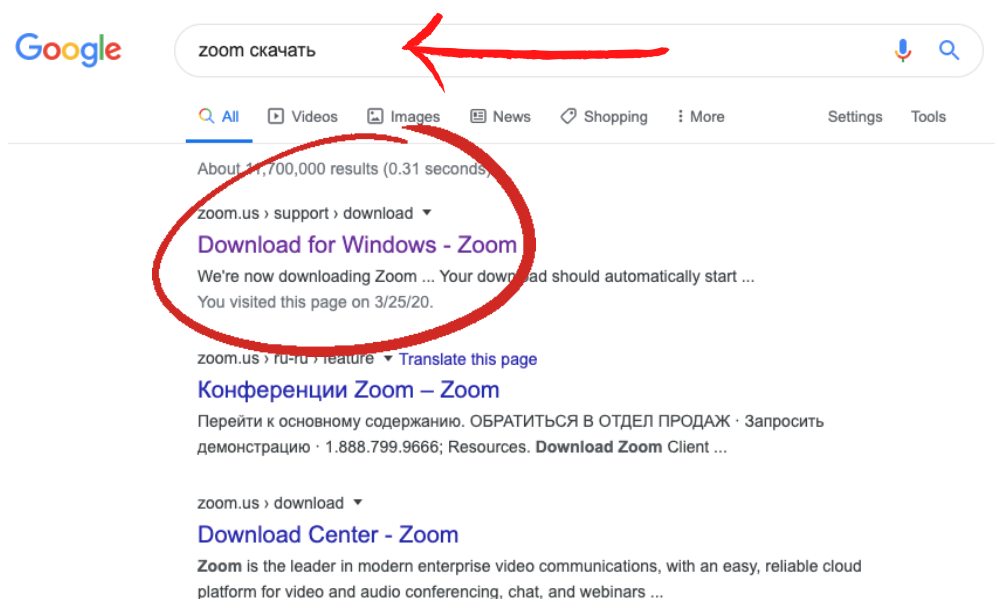 Google
zoom скачать
All Videos Images News Shopping More Settings Tools
About 11,700,000 results (0.31 seconds)
zoom.us › support › download
Download for Windows - Zoom
We're now downloading Zoom ... Your download should automatically start ...
You visited this page on 3/25/20.
zoom.us › ru-ru › feature Translate this page
Конференции Zoom – Zoom
Перейти к основному содержанию. ОБРАТИТЬСЯ В ОТДЕЛ ПРОДАЖ · Запросить
демонстрацию · 1.888.799.9666; Resources. Download Zoom Client ...
zoom.us › download
Download Center - Zoom
Zoom is the leader in modern enterprise video communications, with an easy, reliable cloud
platform for video and audio conferencing, chat, and webinars ...